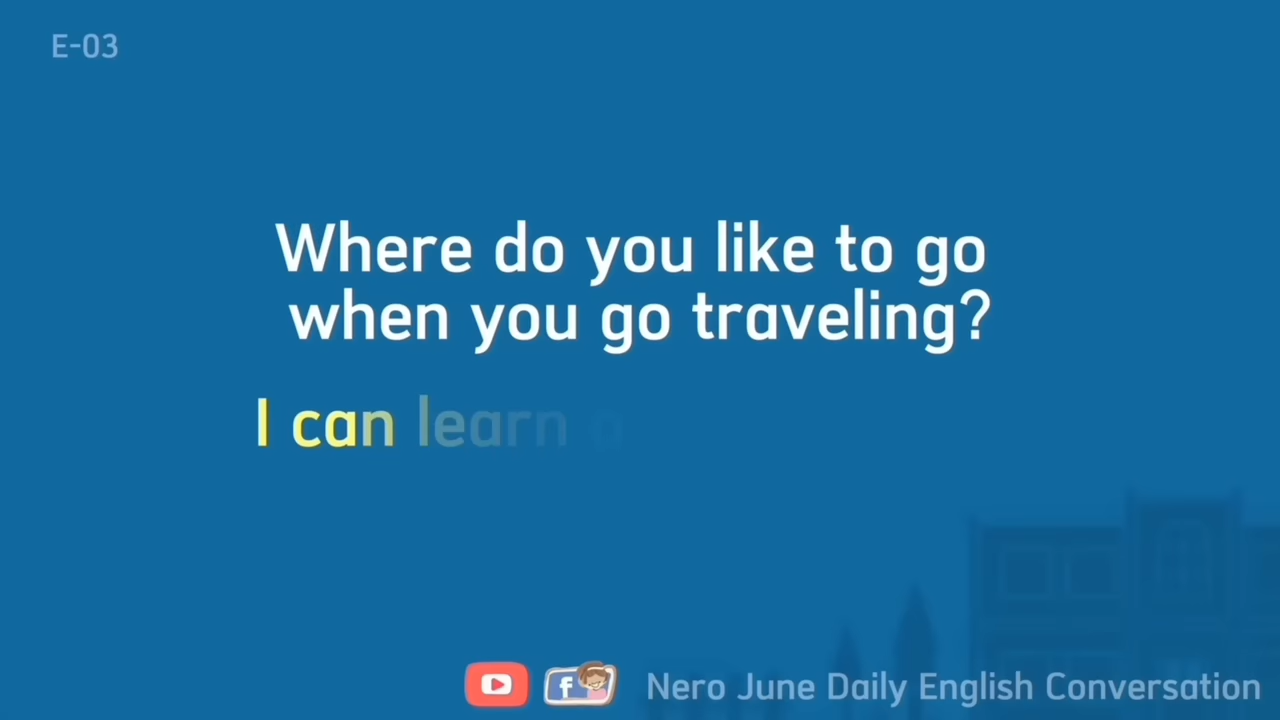 E-03
Where do you like to go
when you go traveling?
I can learn a
Nero June Daily English Conversation